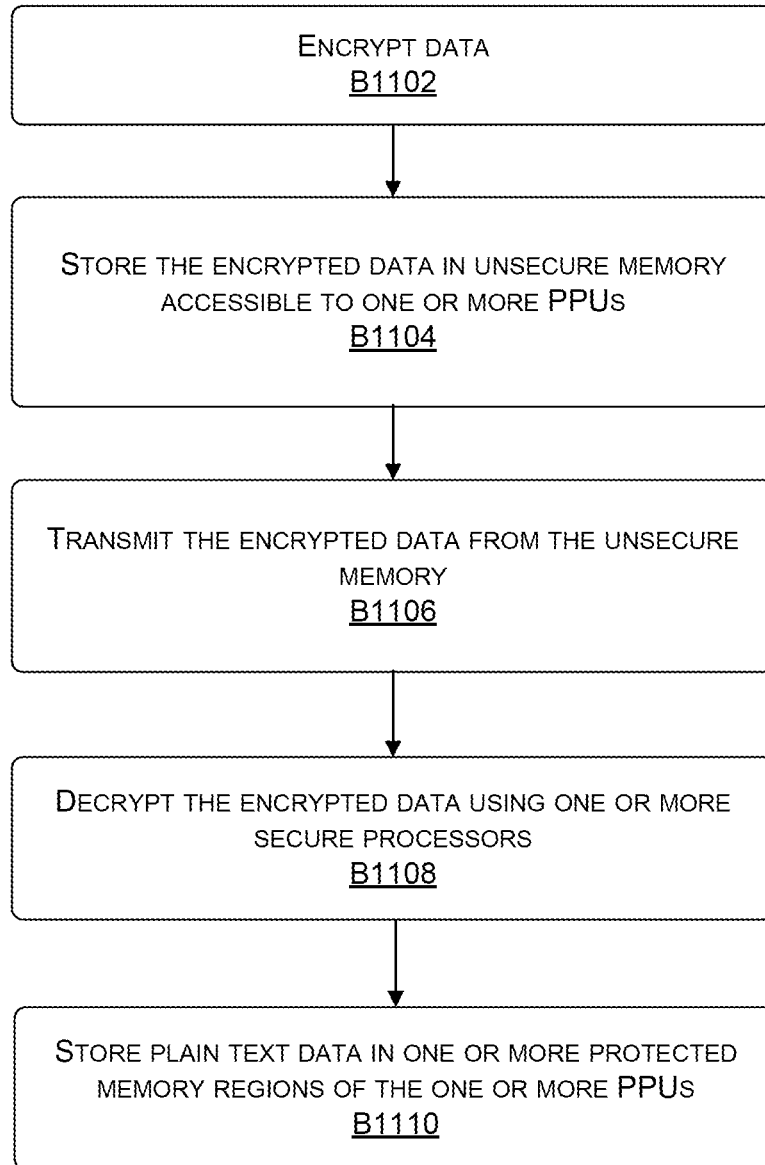 ENCRYPT DATA
B1102
STORE THE ENCRYPTED DATA IN UNSECURE MEMORY
ACCESSIBLE TO ONE OR MORE PPUS
B1104
TRANSMIT THE ENCRYPTED DATA FROM THE UNSECURE
MEMORY
B1106
DECRYPT THE ENCRYPTED DATA USING ONE OR MORE
SECURE PROCESSORS
B1108
STORE PLAIN TEXT DATA IN ONE OR MORE PROTECTED
MEMORY REGIONS OF THE ONE OR MORE PPUS
B1110